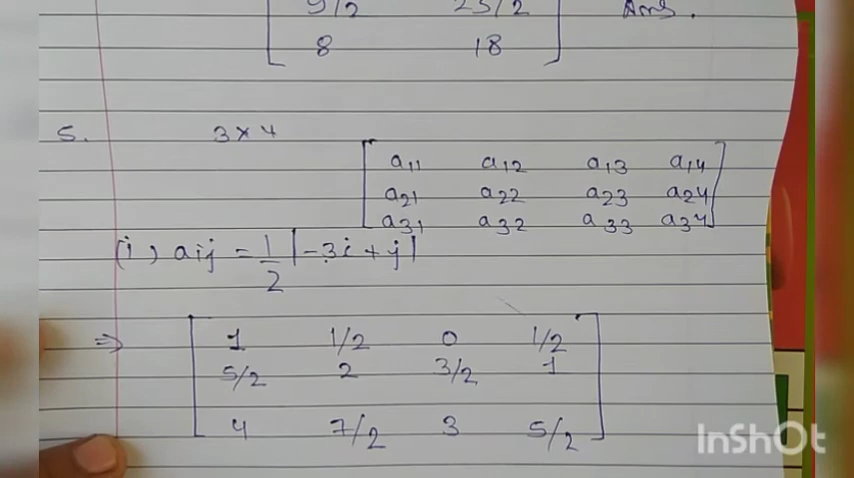 9/2 25/2 Ans.
8 18
5. 3×4
a11 a12 a13 a14
a21 a22 a23 a24
a31 a32 a33 a34
(i) aij = 1/2 |-3i + j|
⇒ 1 1/2 0 1/2
5/2 2 3/2 1
4 7/2 3 5/2
InShOt